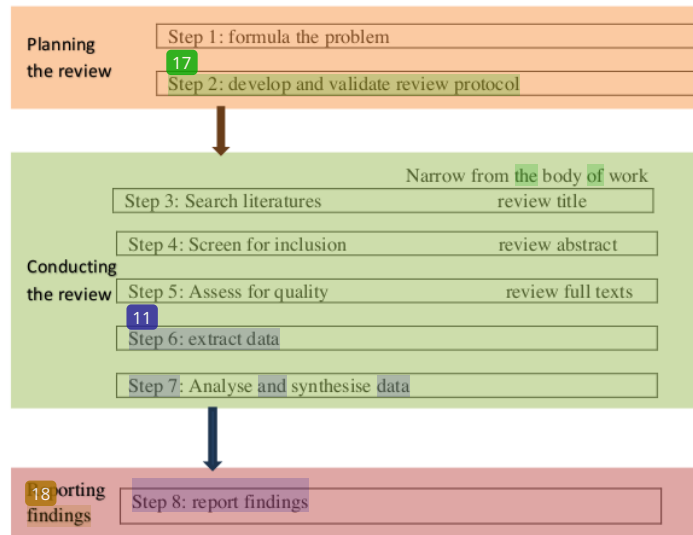 Planning
the review
Step 1: formula the problem
17
Step 2: develop and validate review protocol
Narrow from the body of work
Conducting
the review
Step 3: Search literatures review title
Step 4: Screen for inclusion review abstract
Step 5: Assess for quality review full texts
11
Step 6: extract data
Step 7: Analyse and synthesise data
18
Reporting
findings
Step 8: report findings